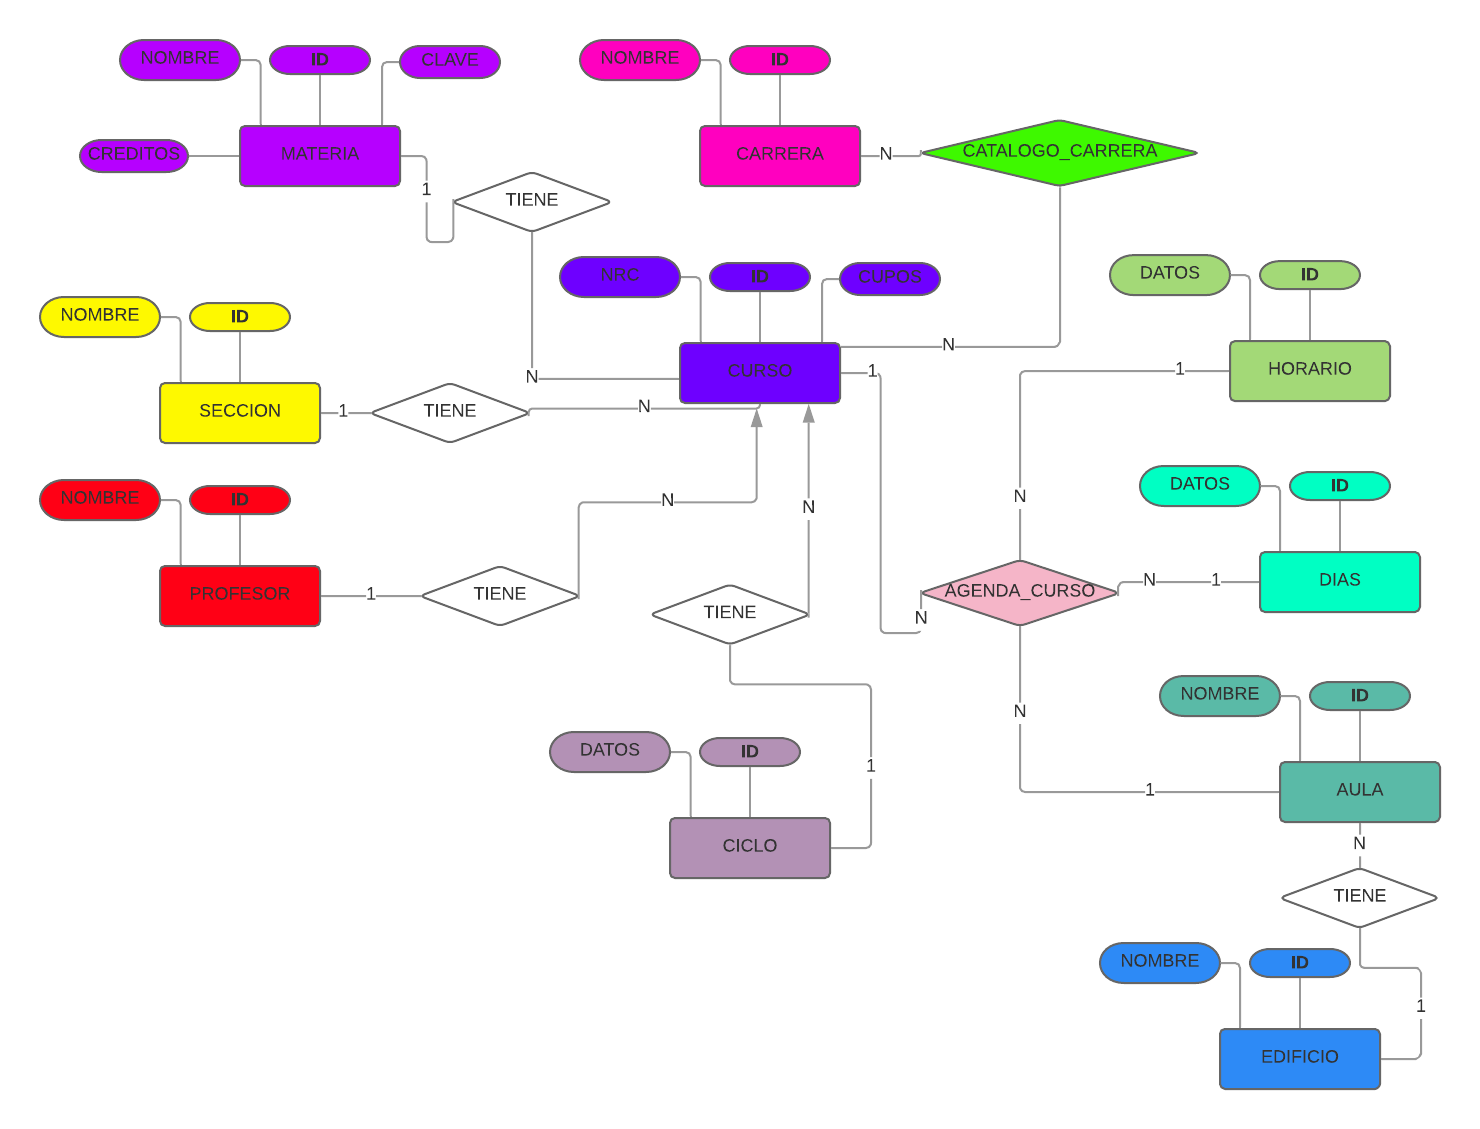 NOMBRE
ID
CLAVE
CREDITOS
MATERIA
1
TIENE
N
NOMBRE
ID
CARRERA
N
CATALOGO_CARRERA
N
NRC
ID
CUPOS
CURSO
1
DATOS
ID
HORARIO
1
N
NOMBRE
ID
SECCION
1
TIENE
N
NOMBRE
ID
PROFESOR
1
TIENE
N
TIENE
N
1
DATOS
ID
CICLO
AGENDA_CURSO
N
N
1
DATOS
ID
DIAS
N
1
NOMBRE
ID
AULA
N
TIENE
1
NOMBRE
ID
EDIFICIO